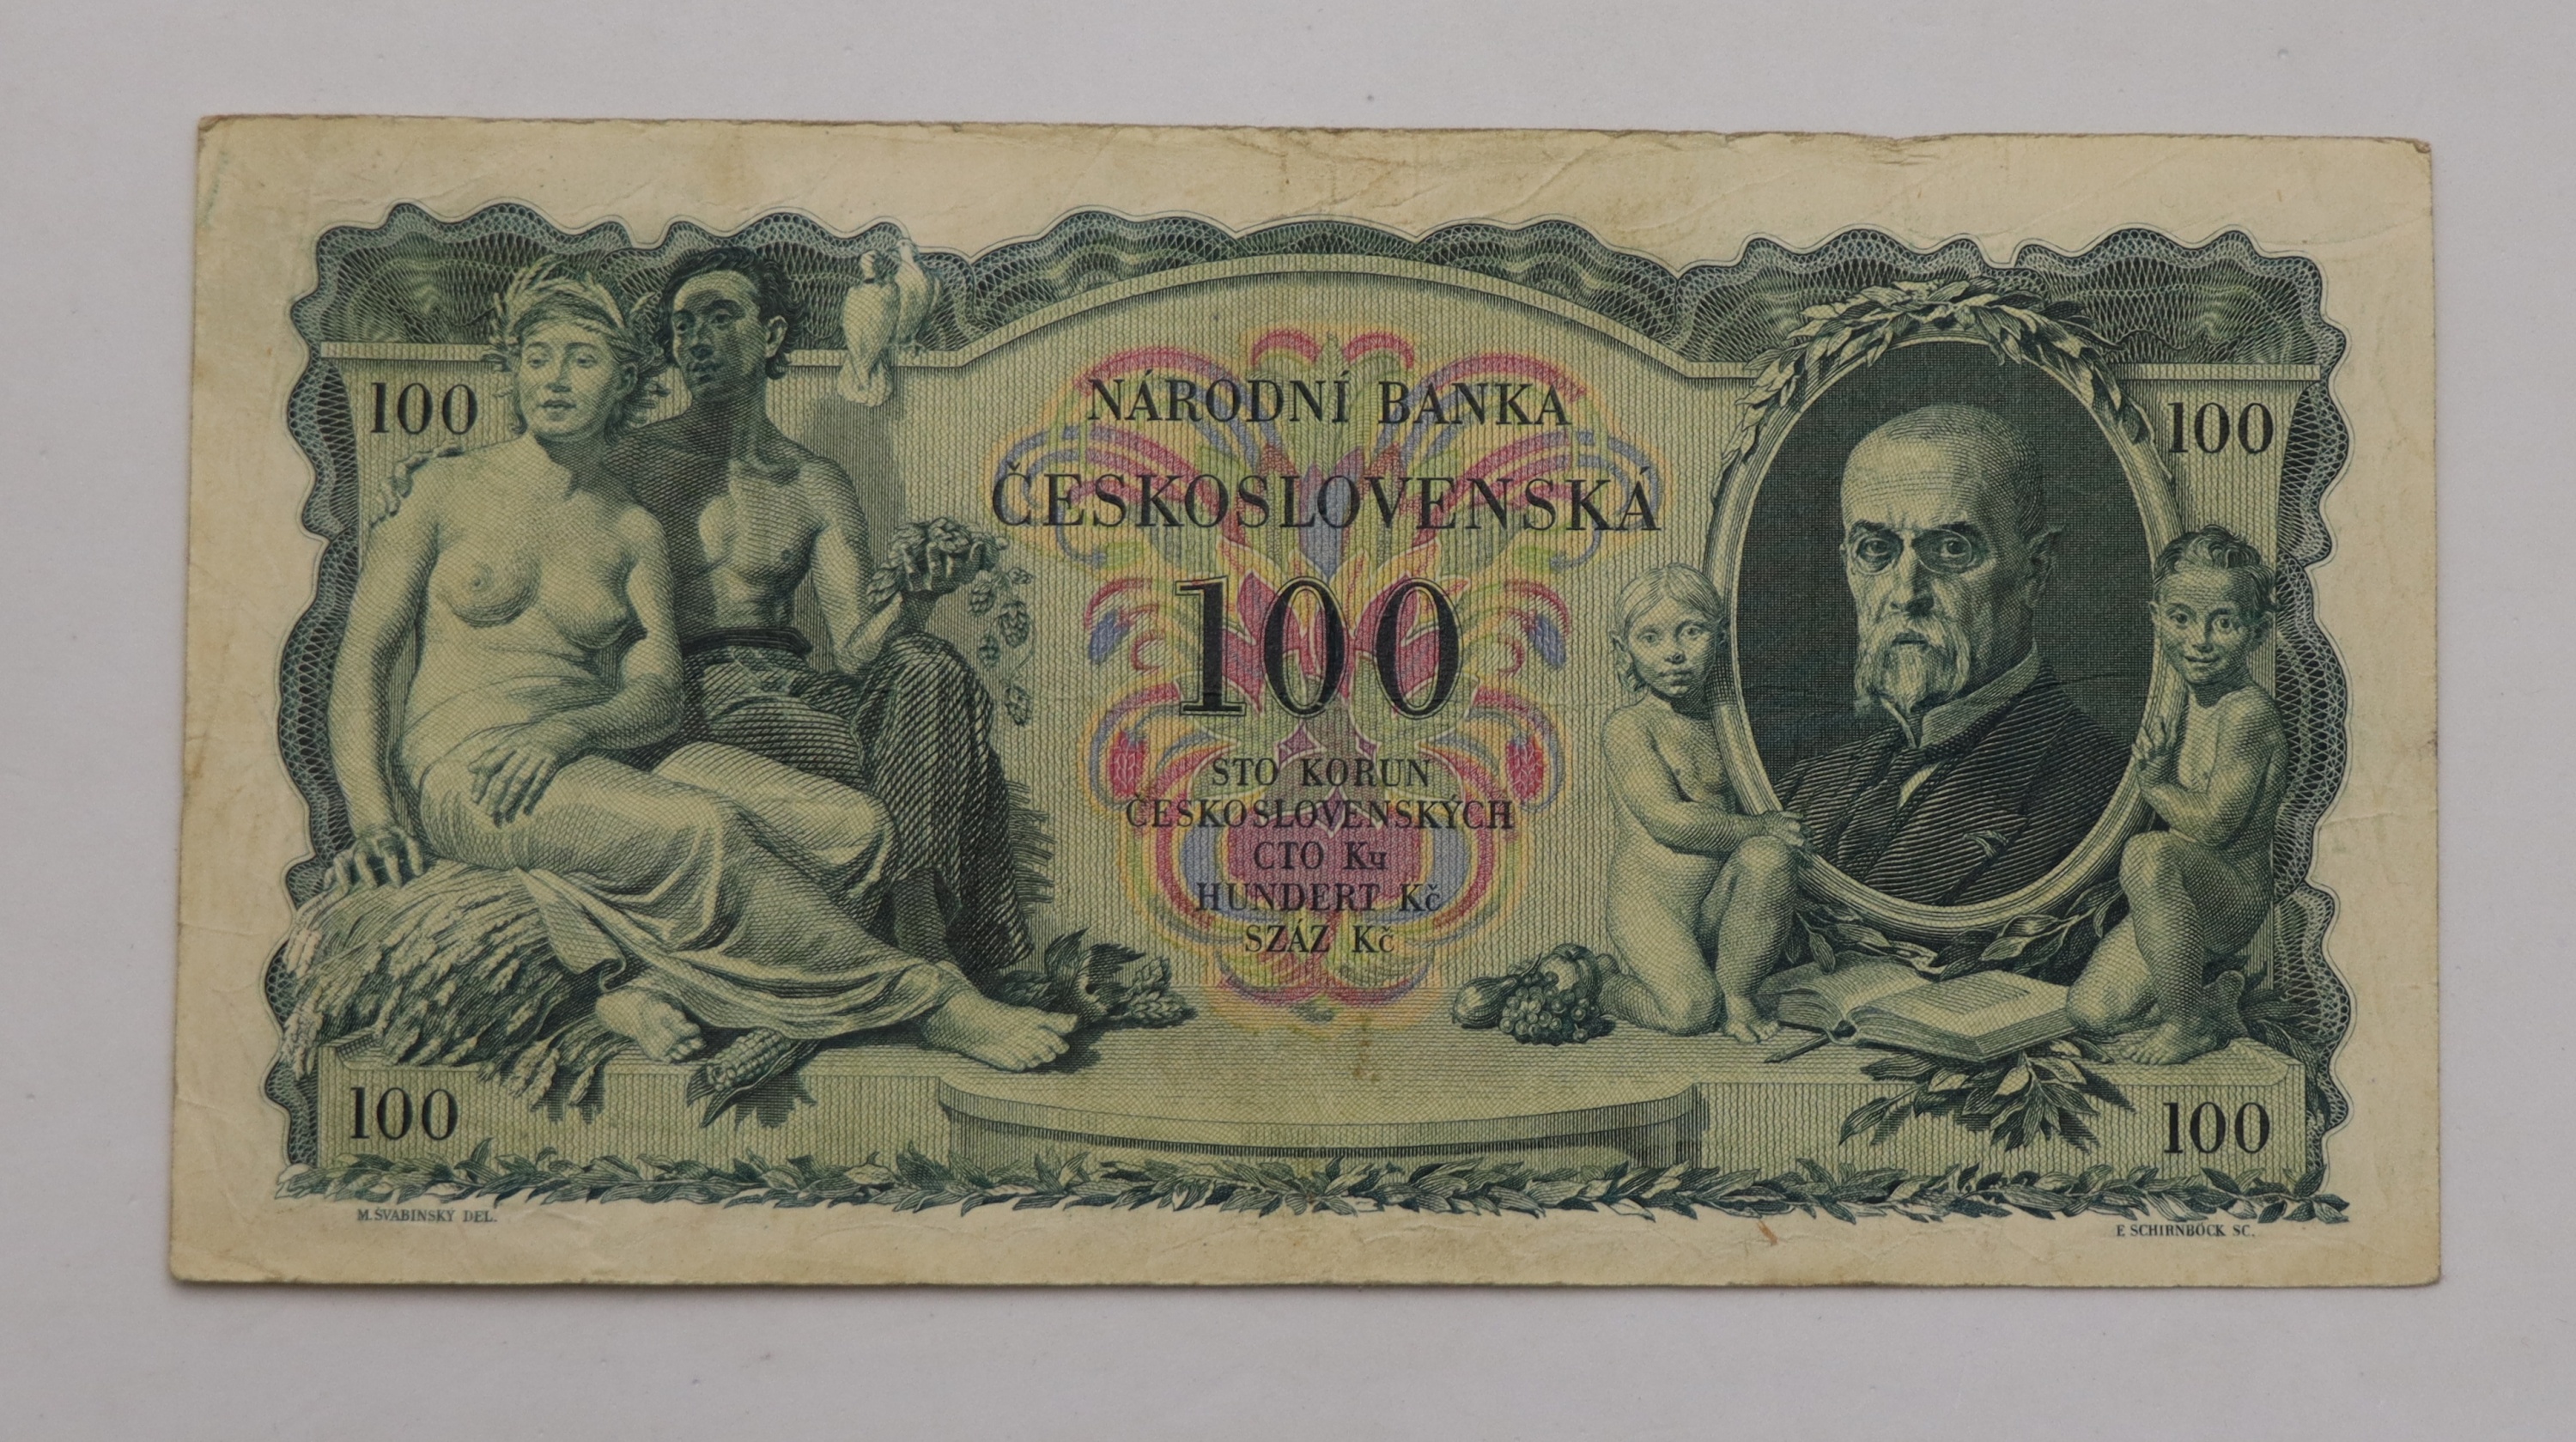 100
100
NÁRODNÍ BANKA
ČESKOSLOVENSKÁ
100
STO KORUN
ČESKOSLOVENSKÝCH
СТО Кч
HUNDERT Kč
SZÁZ Kč
100
100
M. ŠVABINSKÝ DEL.
F. SCHIRNBÖCK SC.